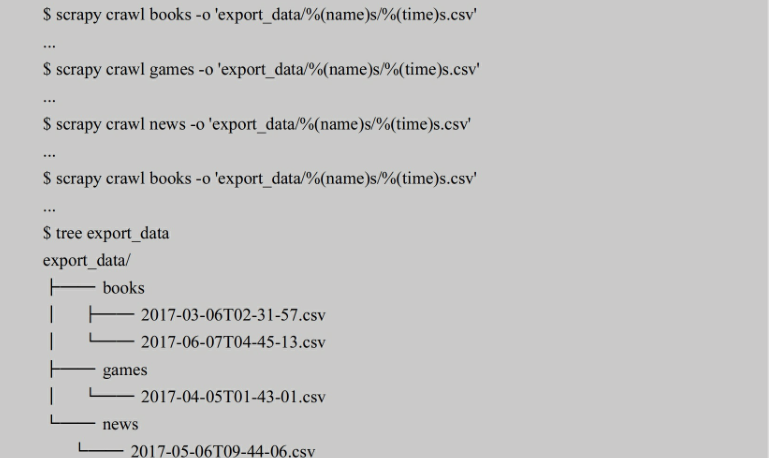 $ scrapy crawl books -o 'export_data/%(name)s/%(time)s.csv'
...
$ scrapy crawl games -o 'export_data/%(name)s/%(time)s.csv'
...
$ scrapy crawl news -o 'export_data/%(name)s/%(time)s.csv'
...
$ scrapy crawl books -o 'export_data/%(name)s/%(time)s.csv'
...
$ tree export_data
export_data/
├─── books
│ ├─── 2017-03-06T02-31-57.csv
│ └─── 2017-06-07T04-45-13.csv
├─── games
│ └─── 2017-04-05T01-43-01.csv
└─── news
└─── 2017-05-06T09-44-06.csv